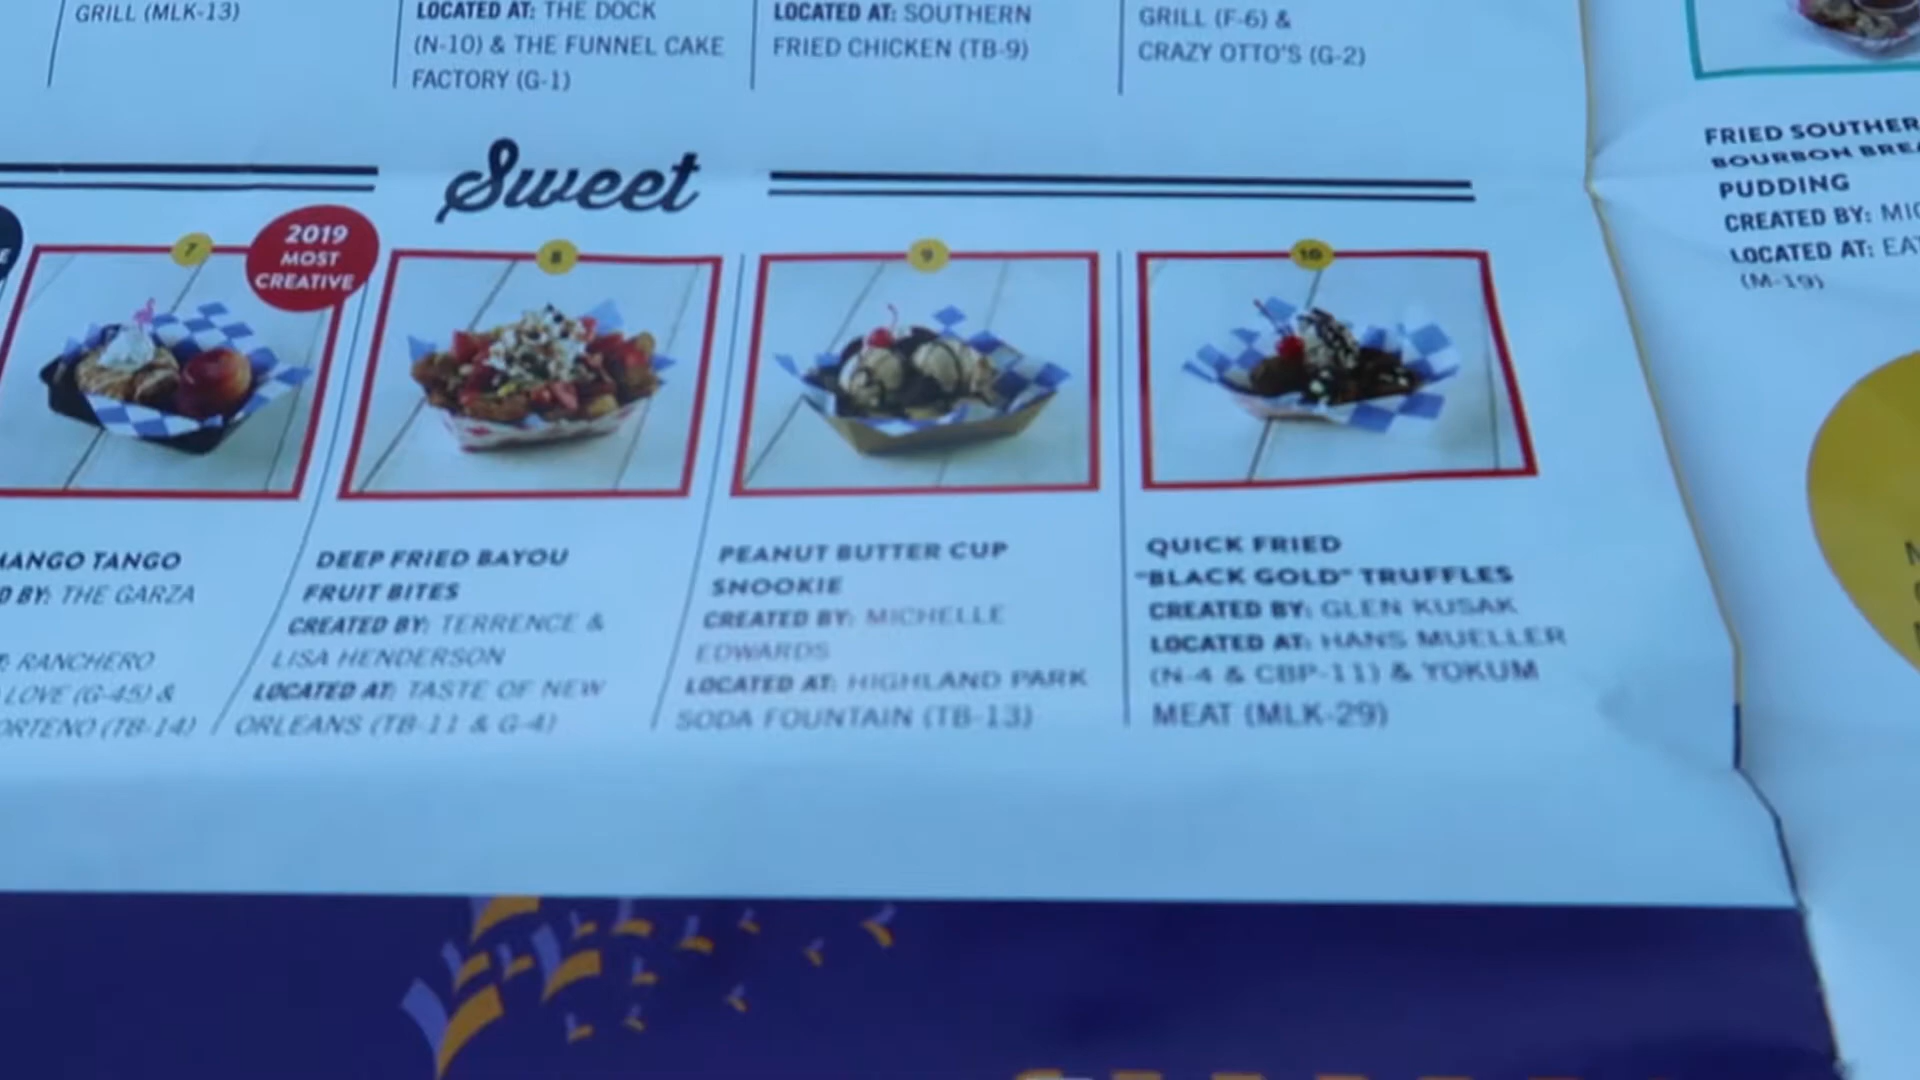 GRILL (MLK-13)
LOCATED AT: THE DOCK
(N-10) & THE FUNNEL CAKE
FACTORY (G-1)
LOCATED AT: SOUTHERN
FRIED CHICKEN (TB-9)
GRILL (F-6) &
CRAZY OTTO'S (G-2)
Sweet
7
2019
MOST
CREATIVE
8
9
10
MANGO TANGO
D BY: THE GARZA
T: RANCHERO
LOVE (G-45) &
ORTENO (TB-14)
DEEP FRIED BAYOU
FRUIT BITES
CREATED BY: TERRENCE &
LISA HENDERSON
LOCATED AT: TASTE OF NEW
ORLEANS (TB-11 & G-4)
PEANUT BUTTER CUP
SNOOKIE
CREATED BY: MICHELLE
EDWARDS
LOCATED AT: HIGHLAND PARK
SODA FOUNTAIN (TB-13)
QUICK FRIED
"BLACK GOLD" TRUFFLES
CREATED BY: GLEN KUSAK
LOCATED AT: HANS MUELLER
(N-4 & CBP-11) & YOKUM
MEAT (MLK-29)
FRIED SOUTHER
BOURBON BREA
PUDDING
CREATED BY: MIC
LOCATED AT: EA
(M-19)